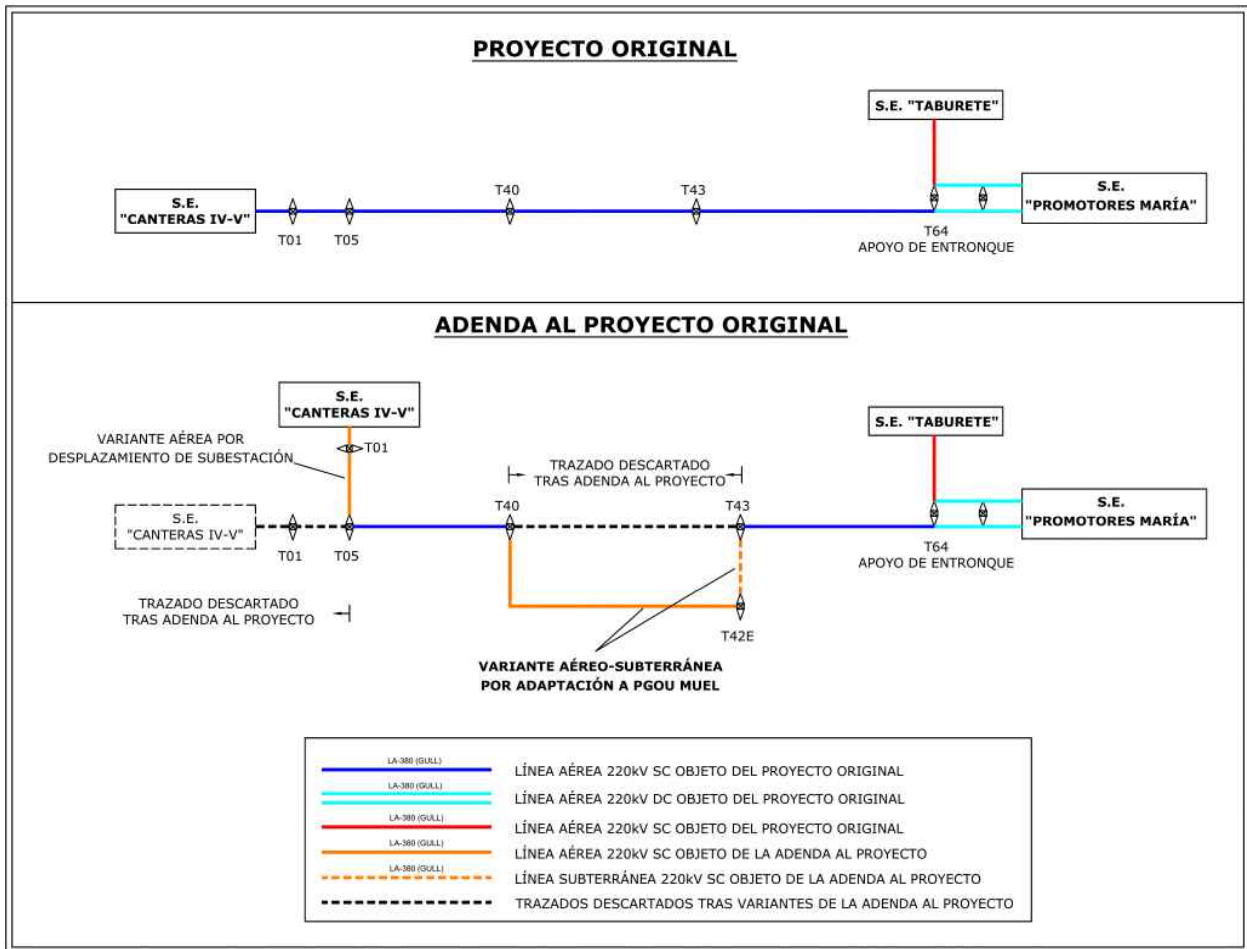 PROYECTO ORIGINAL
S.E. "TABURETE"
S.E.
"CANTERAS IV-V"
T01
T05
T40
T43
S.E.
"PROMOTORES MARÍA"
T64
APOYO DE ENTRONQUE
ADENDA AL PROYECTO ORIGINAL
S.E.
"CANTERAS IV-V"
T01
VARIANTE AÉREA POR
DESPLAZAMIENTO DE SUBESTACIÓN
S.E. "TABURETE"
TRAZADO DESCARTADO
TRAS ADENDA AL PROYECTO
S.E.
"CANTERAS IV-V"
T01
T05
T40
T43
S.E.
"PROMOTORES MARÍA"
T64
APOYO DE ENTRONQUE
TRAZADO DESCARTADO
TRAS ADENDA AL PROYECTO
T42E
VARIANTE AÉREO-SUBTERRÁNEA
POR ADAPTACIÓN A PGOU MUEL
LA-380 (GULL)
LÍNEA AÉREA 220kV SC OBJETO DEL PROYECTO ORIGINAL
LA-380 (GULL)
LÍNEA AÉREA 220kV DC OBJETO DEL PROYECTO ORIGINAL
LA-380 (GULL)
LÍNEA AÉREA 220kV SC OBJETO DEL PROYECTO ORIGINAL
LA-380 (GULL)
LÍNEA AÉREA 220kV SC OBJETO DE LA ADENDA AL PROYECTO
LA-380 (GULL)
LÍNEA SUBTERRÁNEA 220kV SC OBJETO DE LA ADENDA AL PROYECTO
TRAZADOS DESCARTADOS TRAS VARIANTES DE LA ADENDA AL PROYECTO